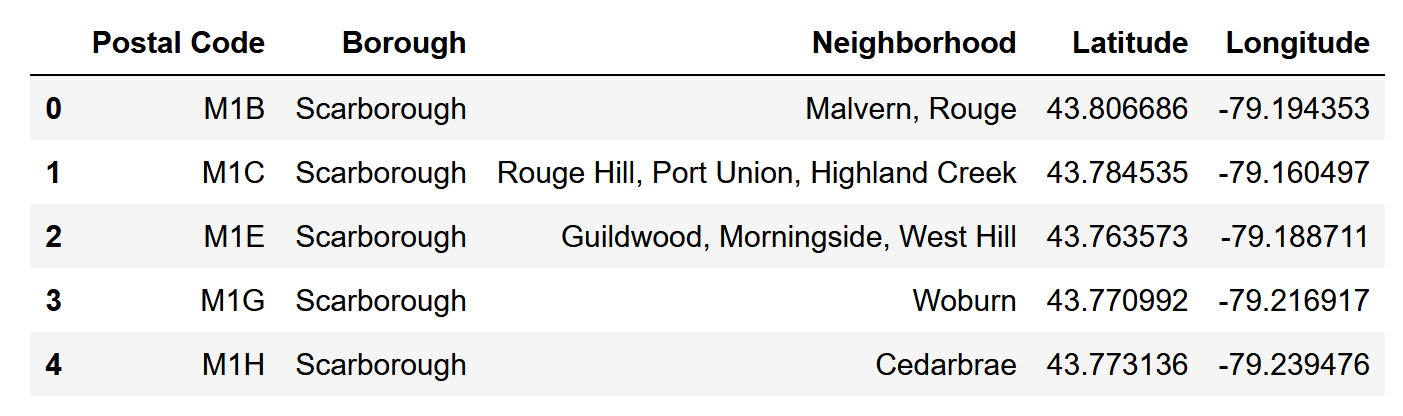 Postal Code Borough Neighborhood Latitude Longitude
0 M1B Scarborough Malvern, Rouge 43.806686 -79.194353
1 M1C Scarborough Rouge Hill, Port Union, Highland Creek 43.784535 -79.160497
2 M1E Scarborough Guildwood, Morningside, West Hill 43.763573 -79.188711
3 M1G Scarborough Woburn 43.770992 -79.216917
4 M1H Scarborough Cedarbrae 43.773136 -79.239476